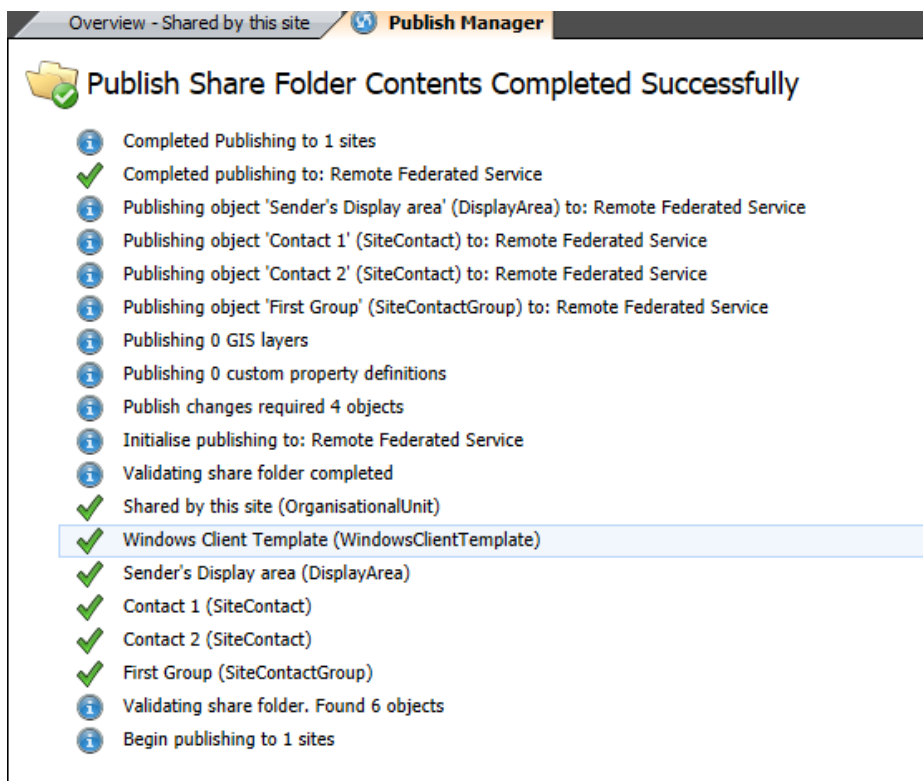 Overview - Shared by this site
Publish Manager
Publish Share Folder Contents Completed Successfully
Completed Publishing to 1 sites
Completed publishing to: Remote Federated Service
Publishing object 'Sender's Display area' (DisplayArea) to: Remote Federated Service
Publishing object 'Contact 1' (SiteContact) to: Remote Federated Service
Publishing object 'Contact 2' (SiteContact) to: Remote Federated Service
Publishing object 'First Group' (SiteContactGroup) to: Remote Federated Service
Publishing 0 GIS layers
Publishing 0 custom property definitions
Publish changes required 4 objects
Initialise publishing to: Remote Federated Service
Validating share folder completed
Shared by this site (OrganisationalUnit)
Windows Client Template (WindowsClientTemplate)
Sender's Display area (DisplayArea)
Contact 1 (SiteContact)
Contact 2 (SiteContact)
First Group (SiteContactGroup)
Validating share folder. Found 6 objects
Begin publishing to 1 sites